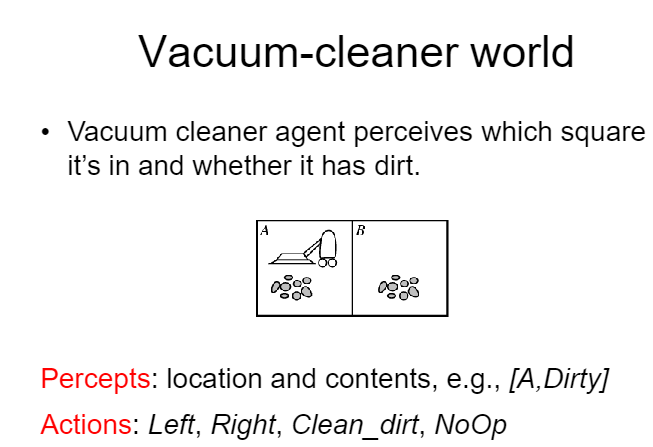 Vacuum-cleaner world
• Vacuum cleaner agent perceives which square
it's in and whether it has dirt.
A B
Percepts: location and contents, e.g., [A,Dirty]
Actions: Left, Right, Clean_dirt, NoOp